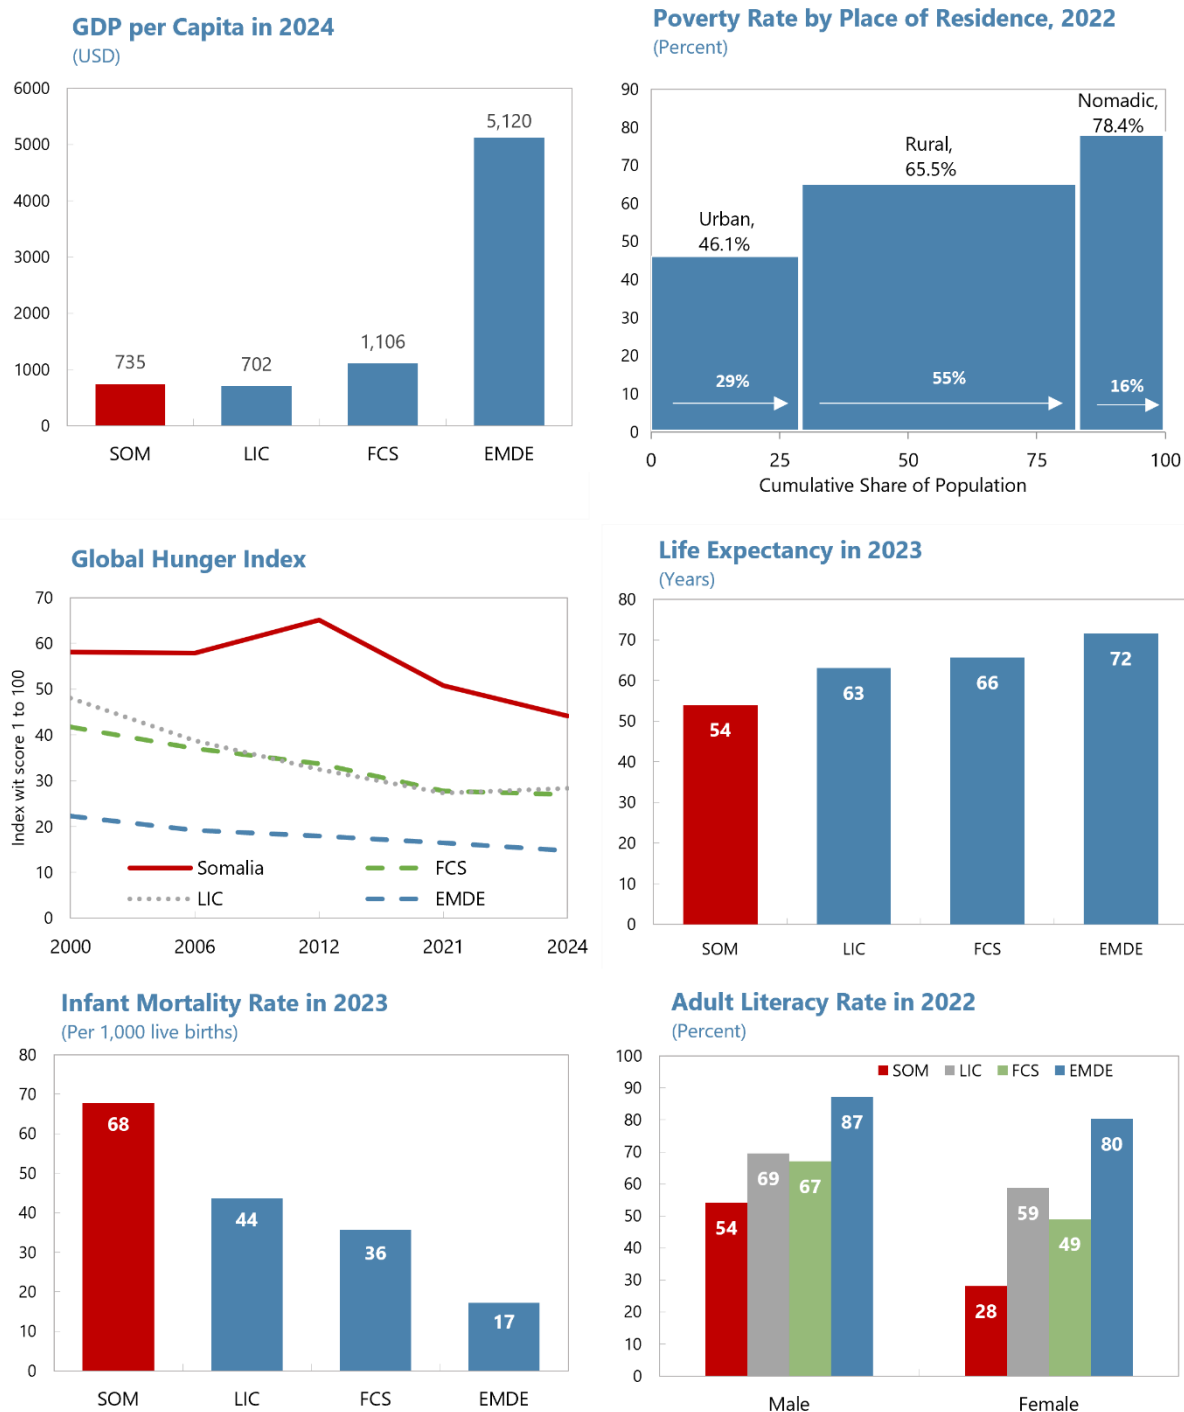 GDP per Capita in 2024
(USD)
6000
5000
4000
3000
2000
1000
0
735
702
1,106
5,120
SOM
LIC
FCS
EMDE
Poverty Rate by Place of Residence, 2022
(Percent)
90
80
70
60
50
40
30
20
10
0
Urban,
46.1%
Rural,
65.5%
Nomadic,
78.4%
29%
55%
16%
0
25
50
75
100
Cumulative Share of Population
Global Hunger Index
Index wit score 1 to 100
70
60
50
40
30
20
10
0
Somalia
FCS
LIC
EMDE
2000
2006
2012
2021
2024
Life Expectancy in 2023
(Years)
80
70
60
50
40
30
20
10
0
54
63
66
72
SOM
LIC
FCS
EMDE
Infant Mortality Rate in 2023
(Per 1,000 live births)
80
70
60
50
40
30
20
10
0
68
44
36
17
SOM
LIC
FCS
EMDE
Adult Literacy Rate in 2022
(Percent)
100
90
80
70
60
50
40
30
20
10
0
SOM
LIC
FCS
EMDE
54
69
67
87
28
59
49
80
Male
Female